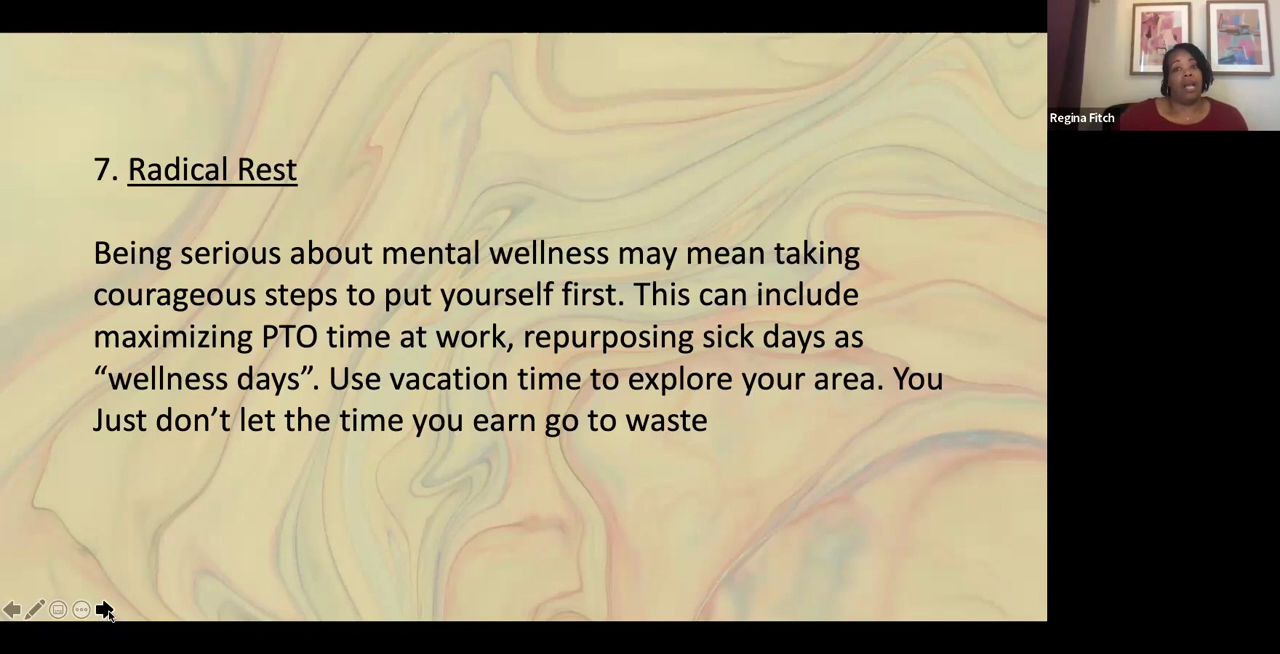 7. Radical Rest
Being serious about mental wellness may mean taking
courageous steps to put yourself first. This can include
maximizing PTO time at work, repurposing sick days as
“wellness days”. Use vacation time to explore your area. You
Just don’t let the time you earn go to waste
Regina Fitch